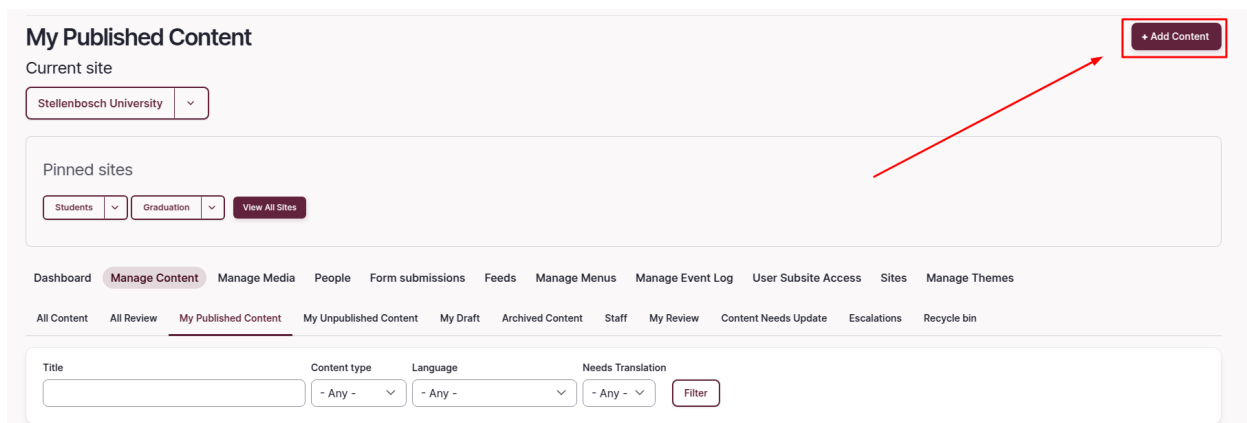 My Published Content
+ Add Content
Current site
Stellenbosch University
Pinned sites
Students Graduation View All Sites
Dashboard Manage Content Manage Media People Form submissions Feeds Manage Menus Manage Event Log User Subsite Access Sites Manage Themes
All Content All Review My Published Content My Unpublished Content My Draft Archived Content Staff My Review Content Needs Update Escalations Recycle bin
Title Content type Language Needs Translation
- Any - - Any - - Any - Filter